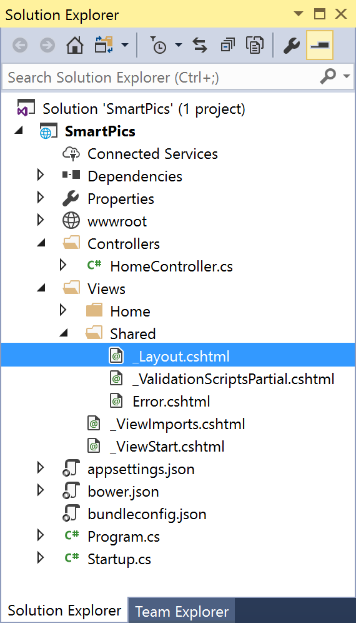 Solution Explorer
Search Solution Explorer (Ctrl+;)
Solution 'SmartPics' (1 project)
SmartPics
Connected Services
Dependencies
Properties
wwwroot
Controllers
C# HomeController.cs
Views
Home
Shared
_Layout.cshtml
_ValidationScriptsPartial.cshtml
Error.cshtml
_ViewImports.cshtml
_ViewStart.cshtml
appsettings.json
bower.json
bundleconfig.json
C# Program.cs
C# Startup.cs
Solution Explorer Team Explorer